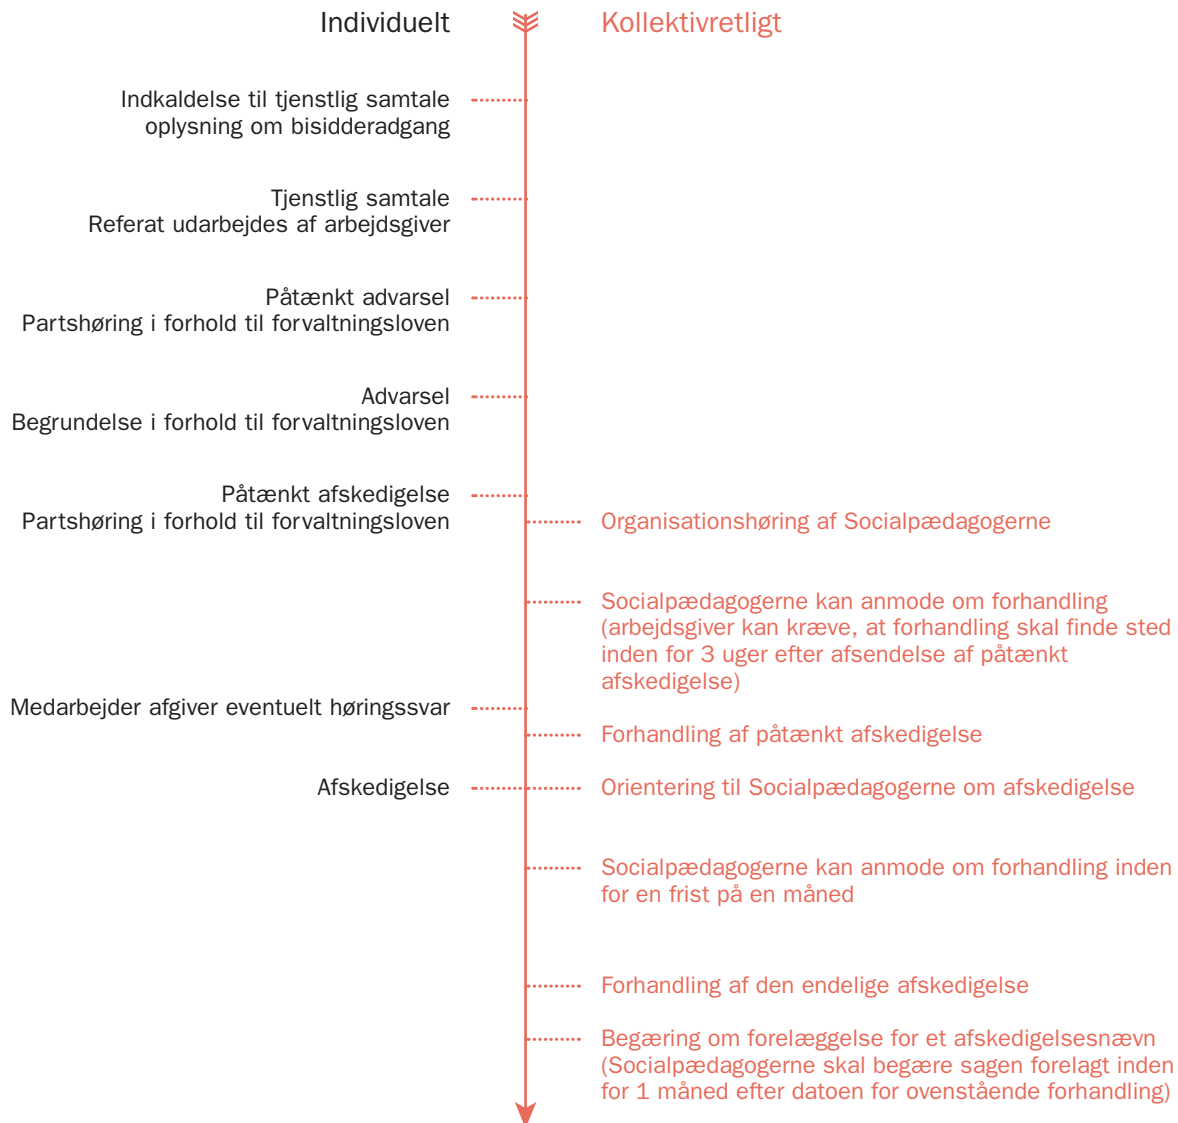 Individuelt
Kollektivretligt
Indkaldelse til tjenstlig samtale
oplysning om bisidderadgang
Tjenstlig samtale
Referat udarbejdes af arbejdsgiver
Påtænkt advarsel
Partshøring i forhold til forvaltningsloven
Advarsel
Begrundelse i forhold til forvaltningsloven
Påtænkt afskedigelse
Partshøring i forhold til forvaltningsloven
Organisationshøring af Socialpædagogerne
Socialpædagogerne kan anmode om forhandling
(arbejdsgiver kan kræve, at forhandling skal finde sted
inden for 3 uger efter afsendelse af påtænkt
afskedigelse)
Medarbejder afgiver eventuelt høringssvar
Forhandling af påtænkt afskedigelse
Afskedigelse
Orientering til Socialpædagogerne om afskedigelse
Socialpædagogerne kan anmode om forhandling inden
for en frist på en måned
Forhandling af den endelige afskedigelse
Begæring om forelæggelse for et afskedigelsesnævn
(Socialpædagogerne skal begære sagen forelagt inden
for 1 måned efter datoen for ovenstående forhandling)